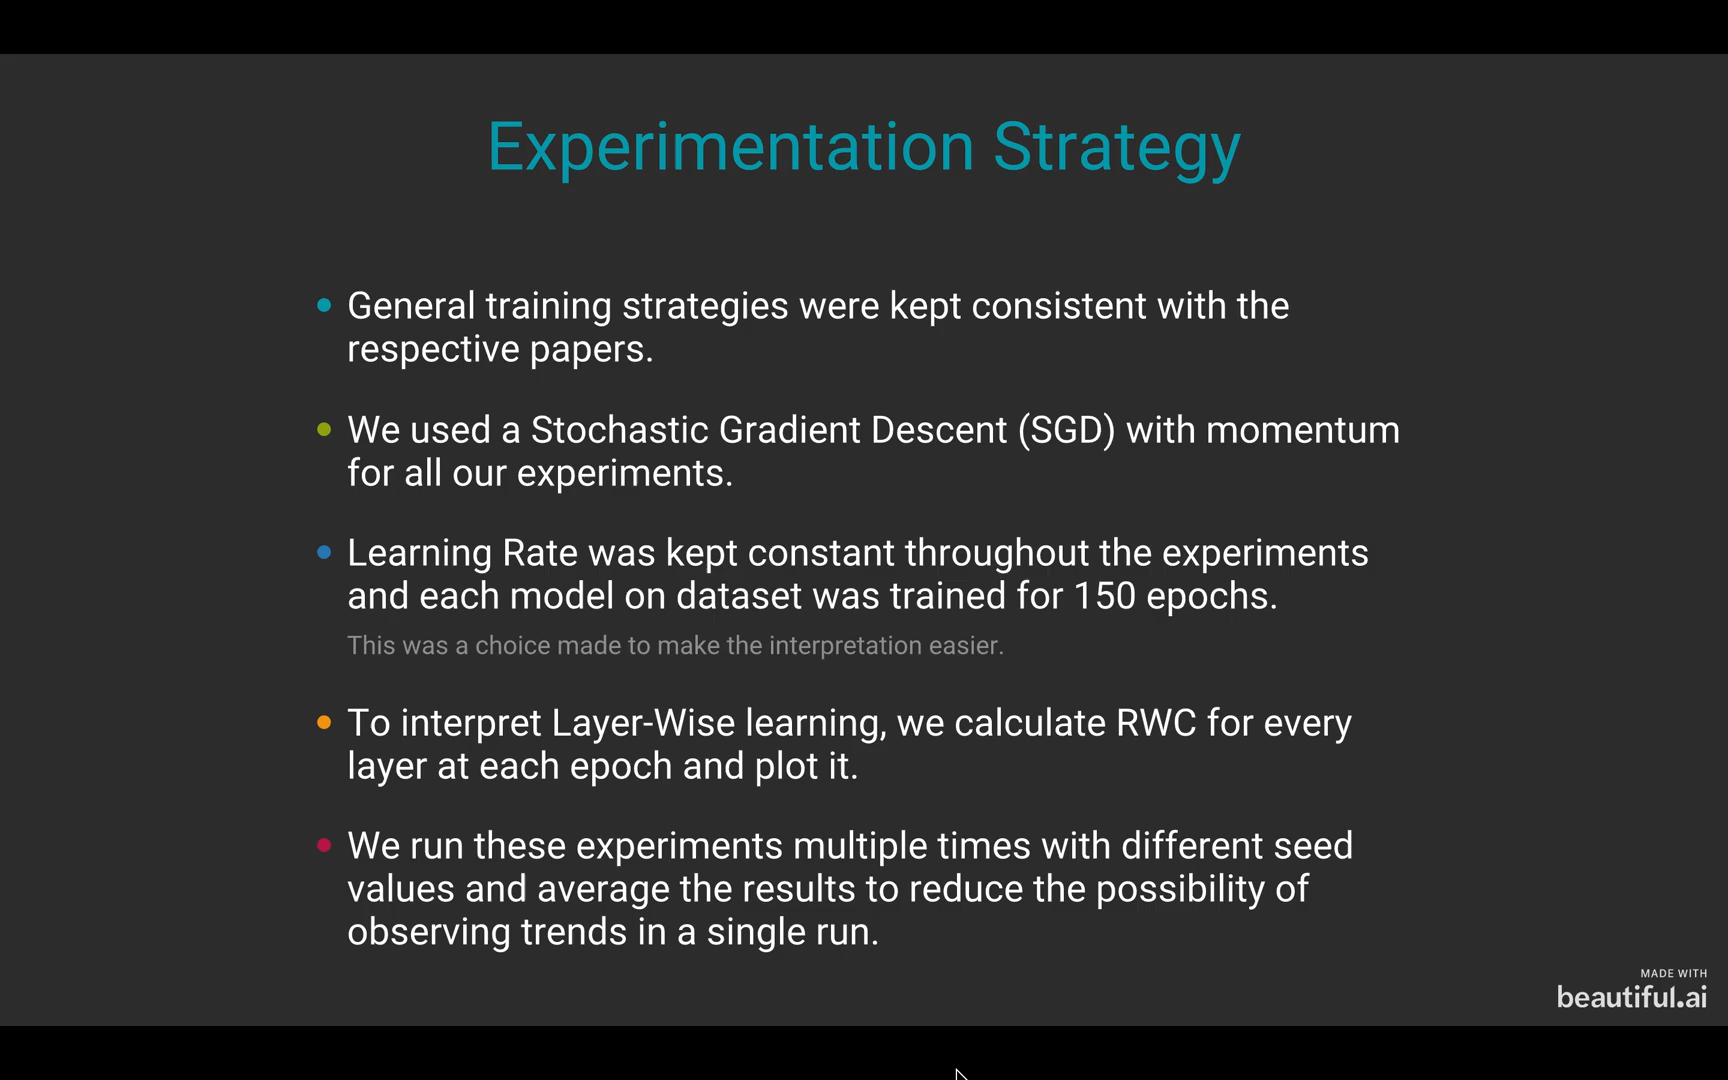 Experimentation Strategy
General training strategies were kept consistent with the
respective papers.
We used a Stochastic Gradient Descent (SGD) with momentum
for all our experiments.
Learning Rate was kept constant throughout the experiments
and each model on dataset was trained for 150 epochs.
This was a choice made to make the interpretation easier.
To interpret Layer-Wise learning, we calculate RWC for every
layer at each epoch and plot it.
We run these experiments multiple times with different seed
values and average the results to reduce the possibility of
observing trends in a single run.
MADE WITH
beautiful.ai